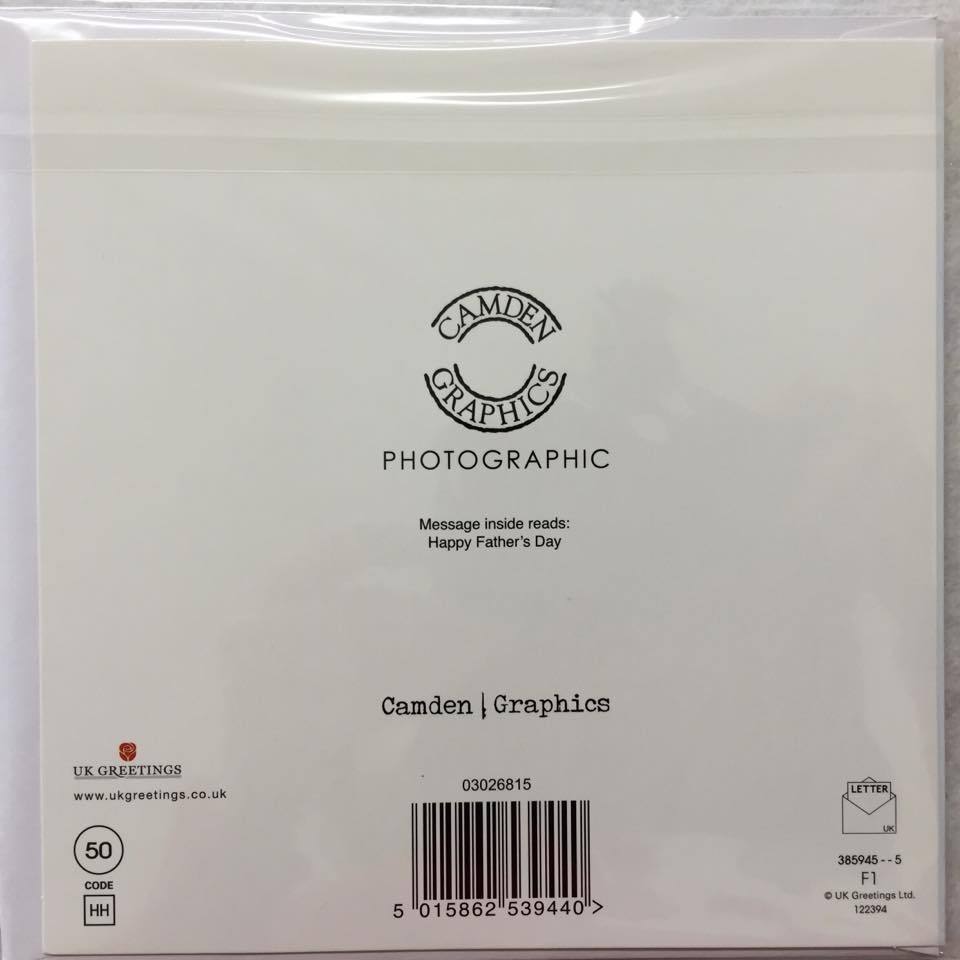 CAMDEN
GRAPHICS
PHOTOGRAPHIC
Message inside reads:
Happy Father's Day
Camden | Graphics
UK GREETINGS
www.ukgreetings.co.uk
50
CODE
HH
03026815
5 015862 539440 >
LETTER
UK
385945 - - 5
F1
© UK Greetings Ltd.
122394